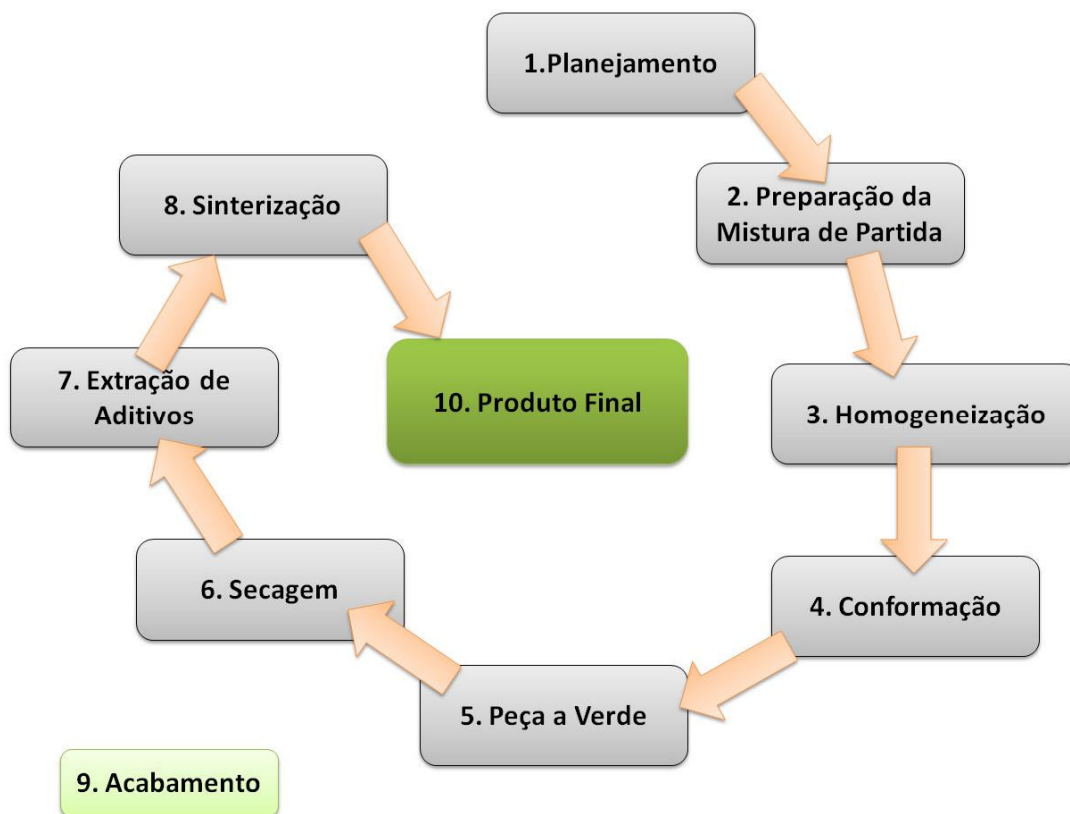 1.Planejamento
2. Preparação da
Mistura de Partida
3. Homogeneização
4. Conformação
5. Peça a Verde
6. Secagem
7. Extração de
Aditivos
8. Sinterização
9. Acabamento
10. Produto Final